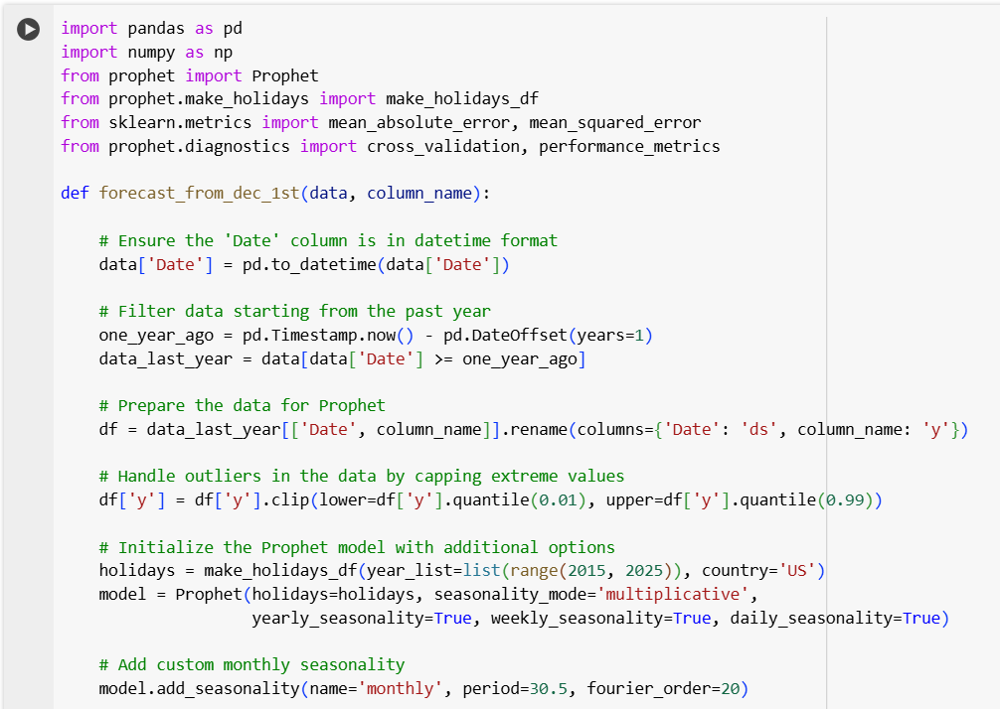 import pandas as pd
import numpy as np
from prophet import Prophet
from prophet.make_holidays import make_holidays_df
from sklearn.metrics import mean_absolute_error, mean_squared_error
from prophet.diagnostics import cross_validation, performance_metrics

def forecast_from_dec_1st(data, column_name):

    # Ensure the 'Date' column is in datetime format
    data['Date'] = pd.to_datetime(data['Date'])

    # Filter data starting from the past year
    one_year_ago = pd.Timestamp.now() - pd.DateOffset(years=1)
    data_last_year = data[data['Date'] >= one_year_ago]

    # Prepare the data for Prophet
    df = data_last_year[['Date', column_name]].rename(columns={'Date': 'ds', column_name: 'y'})

    # Handle outliers in the data by capping extreme values
    df['y'] = df['y'].clip(lower=df['y'].quantile(0.01), upper=df['y'].quantile(0.99))

    # Initialize the Prophet model with additional options
    holidays = make_holidays_df(year_list=list(range(2015, 2025)), country='US')
    model = Prophet(holidays=holidays, seasonality_mode='multiplicative',
                    yearly_seasonality=True, weekly_seasonality=True, daily_seasonality=True)

    # Add custom monthly seasonality
    model.add_seasonality(name='monthly', period=30.5, fourier_order=20)